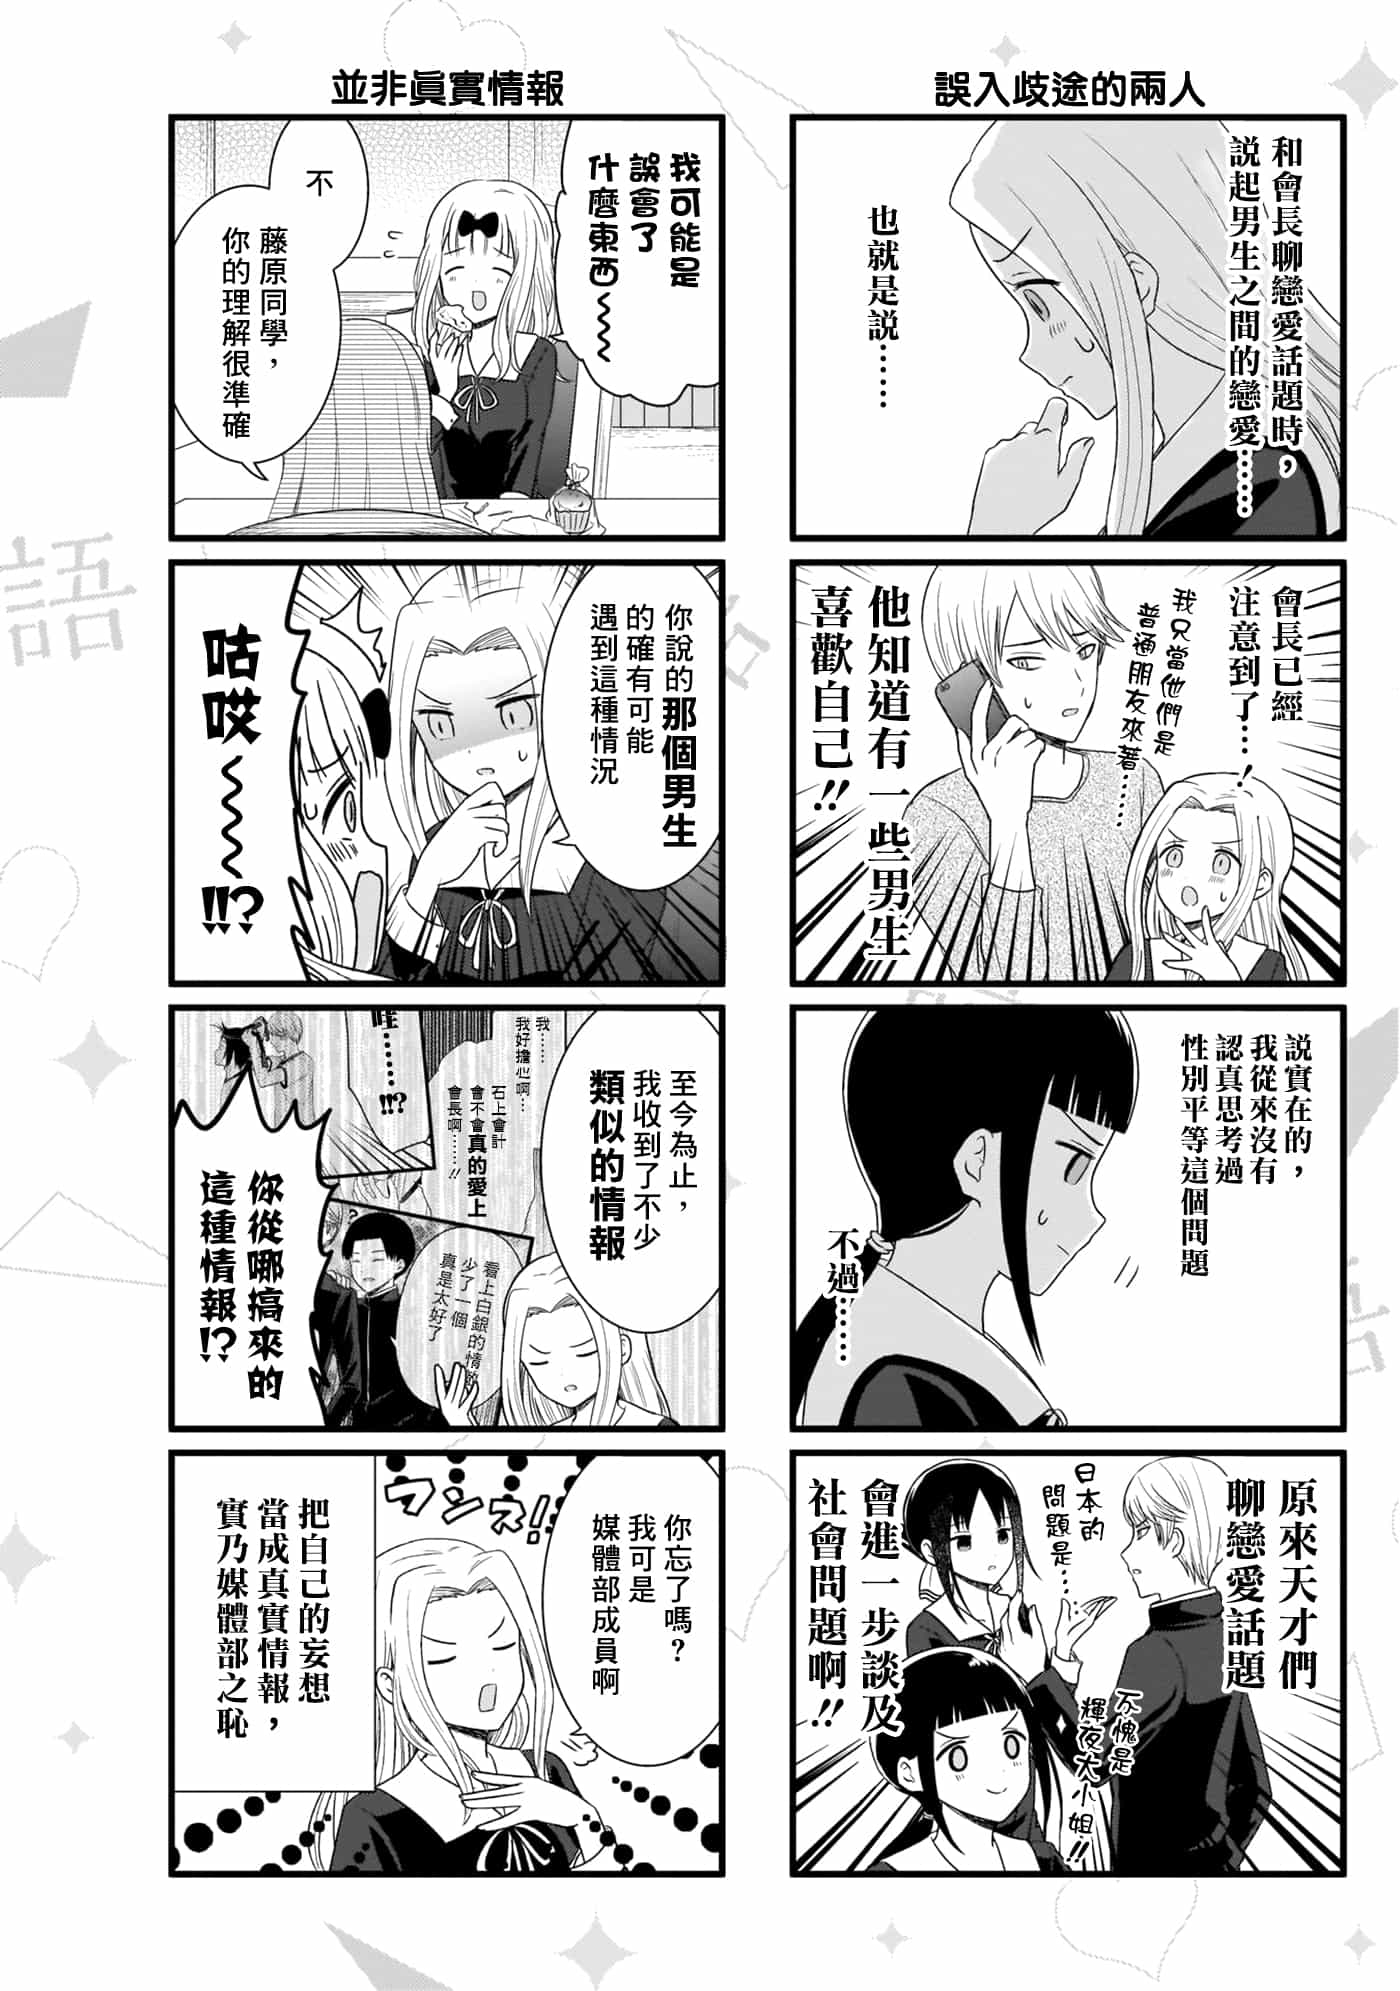 誤入歧途的兩人
和會長聊戀愛話題時，
說起男生之間的戀愛……
也就是說……
會長已經
注意到了…！
我只當他們是
普通朋友來著……
他知道有一些男生
喜歡自己!!
說實在的，
我從來沒有
認真思考過
性別平等這個問題
不過……
原來天才們
聊戀愛話題
日本的
問題是…
會進一步談及
社會問題啊!!
不愧是
輝夜大小姐!!
並非眞實情報
我可能是
誤會了
什麼東西～
不
藤原同學，
你的理解很準確
你說的那個男生
的確有可能
遇到這種情況
咕哎～!!?
至今為止，
我收到了不少
類似的情報
我……
我好擔心啊…
石上會計
會不會真的愛上
會長啊……!!
哇…!!?
看上白銀的情敵
少了一個
真是太好了
你從哪搞來的
這種情報!?
你忘了嗎？
我可是
媒體部成員啊
フンス!
把自己的妄想
當成真實情報，
實乃媒體部之恥
語